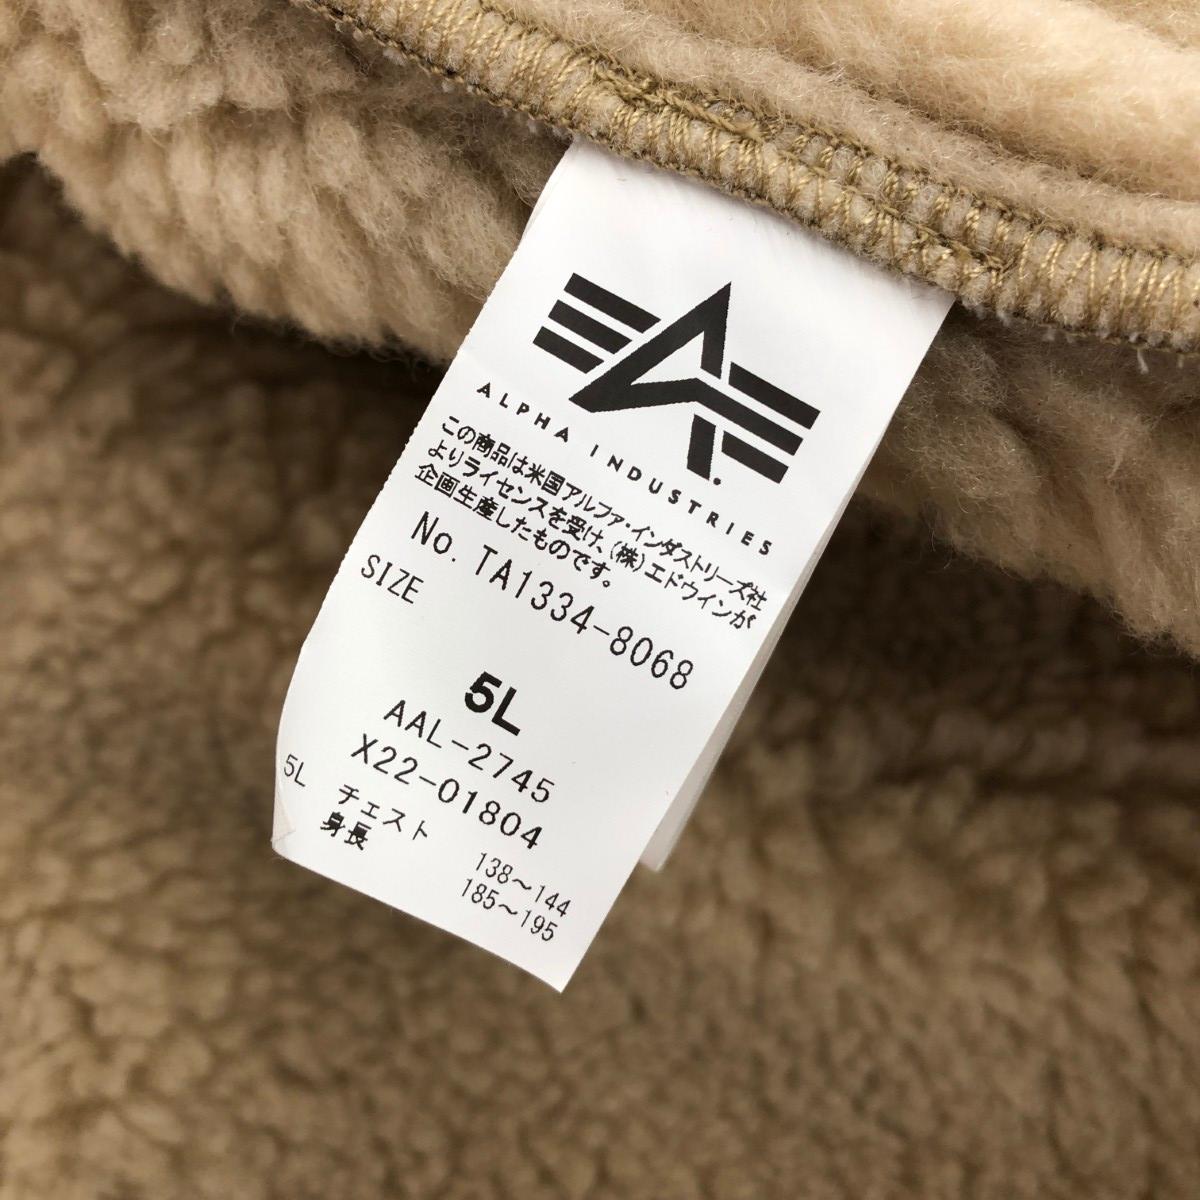 ALPHA INDUSTRIES
この商品は米国アルファ・インダストリーズ社
よりライセンスを受け、(株)エドウインが
企画生産したものです。
No. TA1334-8068
SIZE
5L
AAL-2745
X22-01804
5L チェスト 138～144
身長 185～195